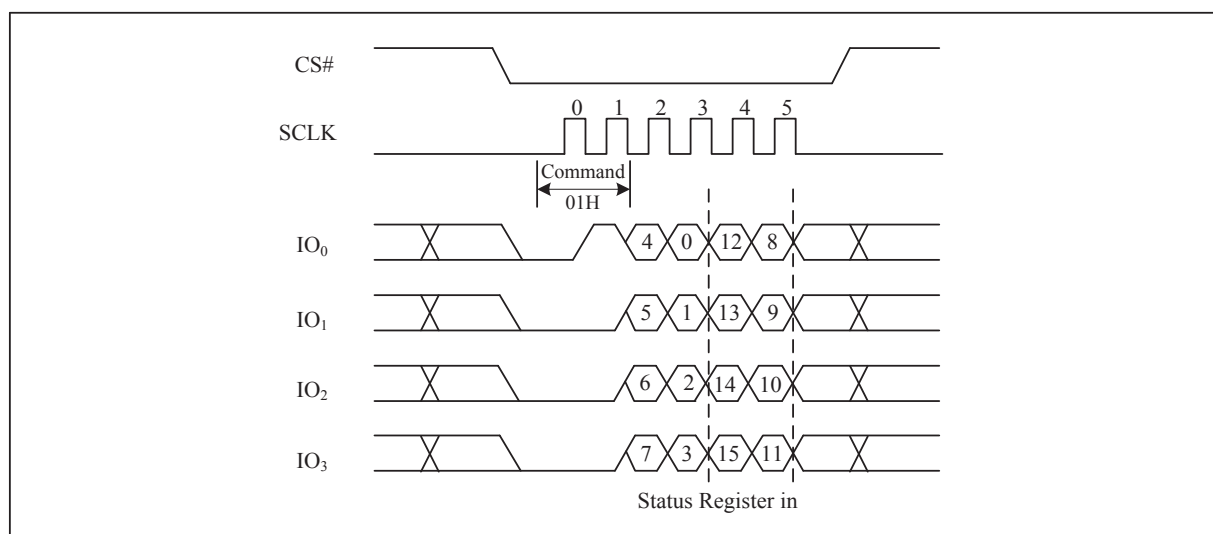 CS#
0 1 2 3 4 5
SCLK
Command
01H
IO0 4 0 12 8
IO1 5 1 13 9
IO2 6 2 14 10
IO3 7 3 15 11
Status Register in